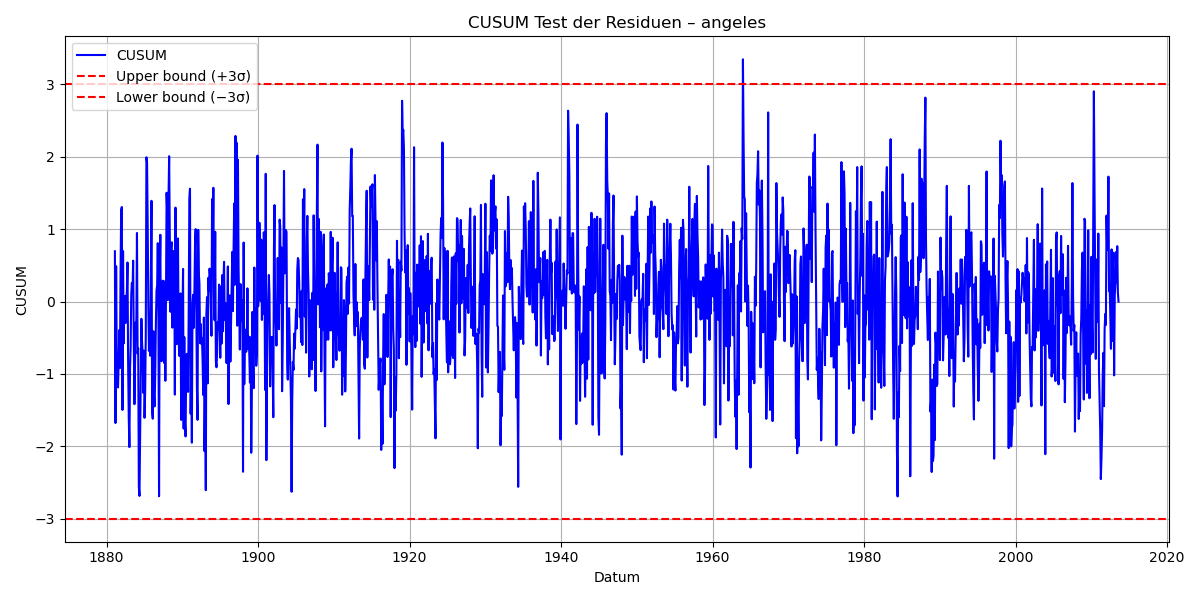 CUSUM Test der Residuen – angeles
CUSUM
Upper bound (+3σ)
Lower bound (−3σ)
3
2
1
0
−1
−2
−3
CUSUM
1880
1900
1920
1940
1960
1980
2000
2020
Datum